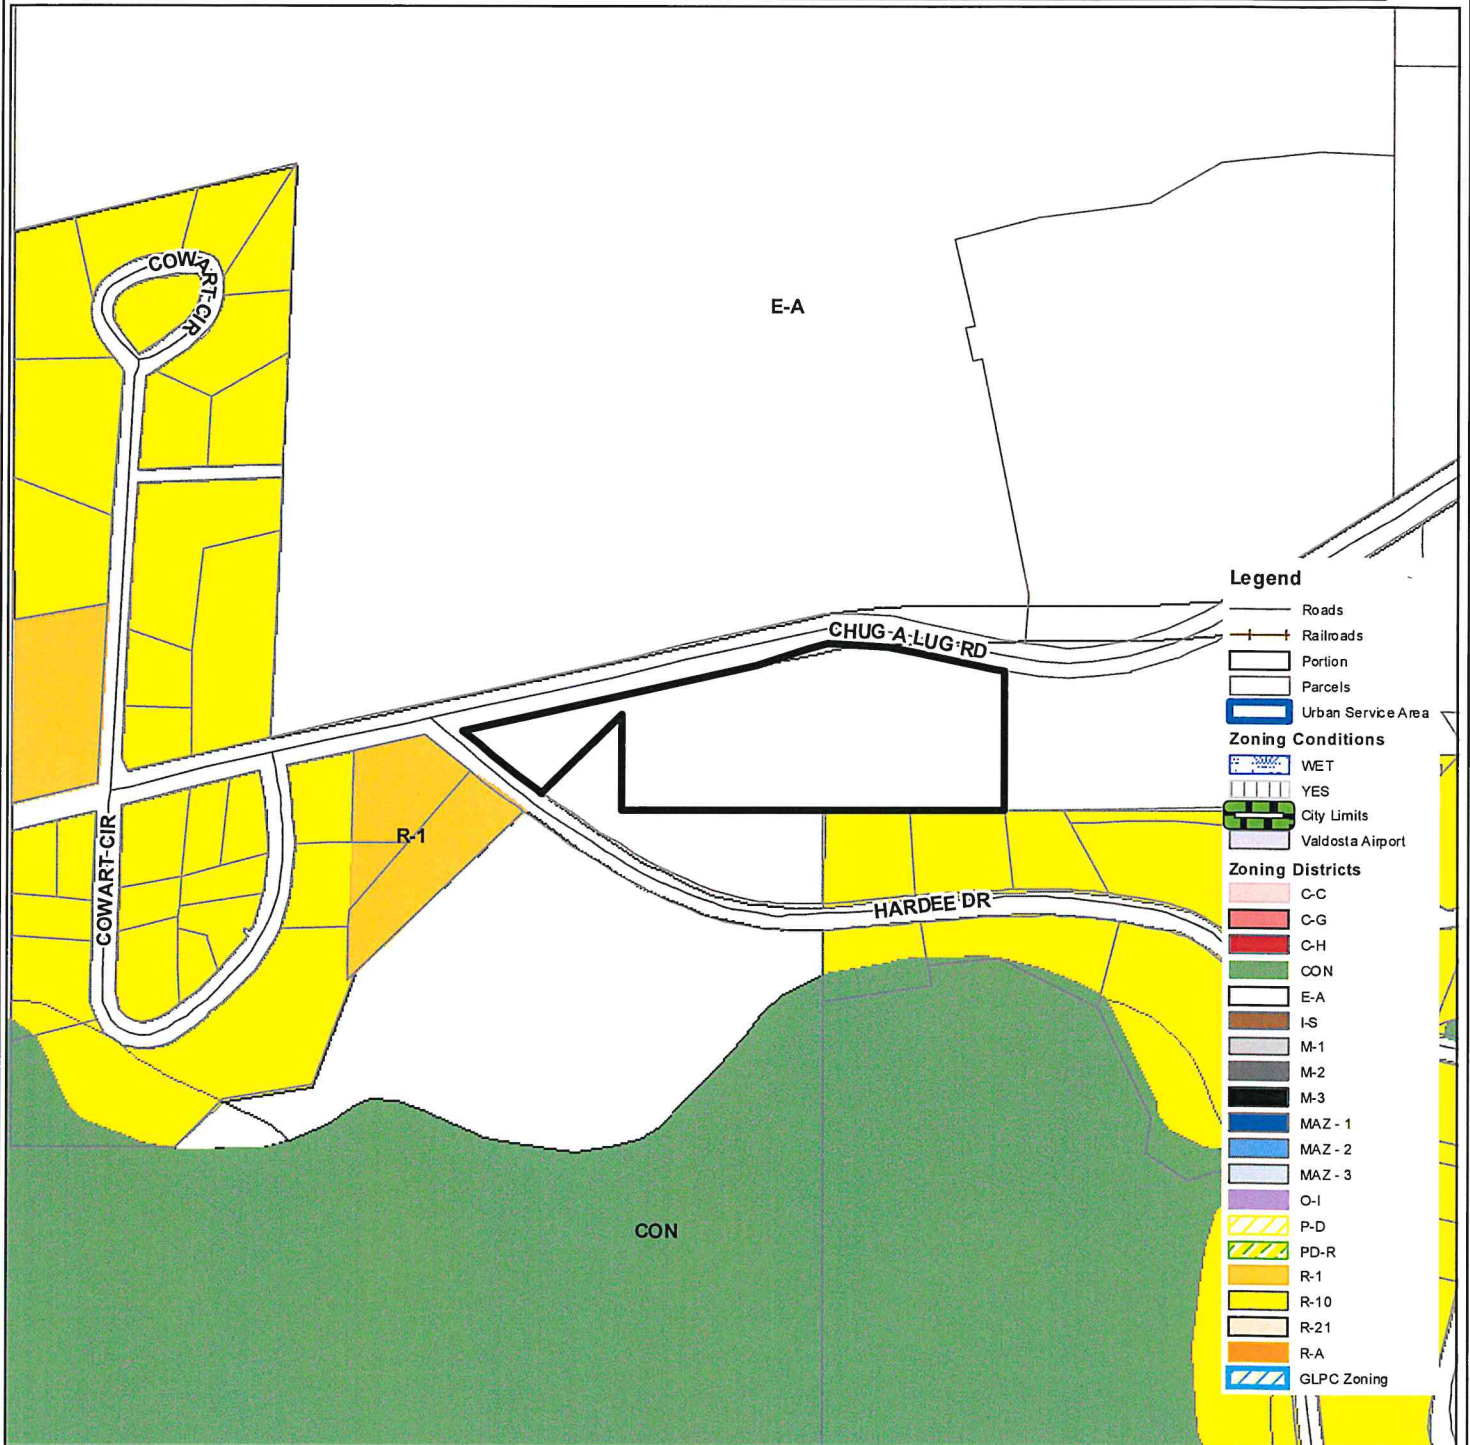 COWART CIR
E-A
CHUG A LUG RD
R-1
COWART-CIR
HARDEE DR
CON
Legend
Roads
Railroads
Portion
Parcels
Urban Service Area
Zoning Conditions
WET
YES
City Limits
Valdosta Airport
Zoning Districts
C-C
C-G
C-H
CON
E-A
I-S
M-1
M-2
M-3
MAZ - 1
MAZ - 2
MAZ - 3
O-I
P-D
PD-R
R-1
R-10
R-21
R-A
GLPC Zoning